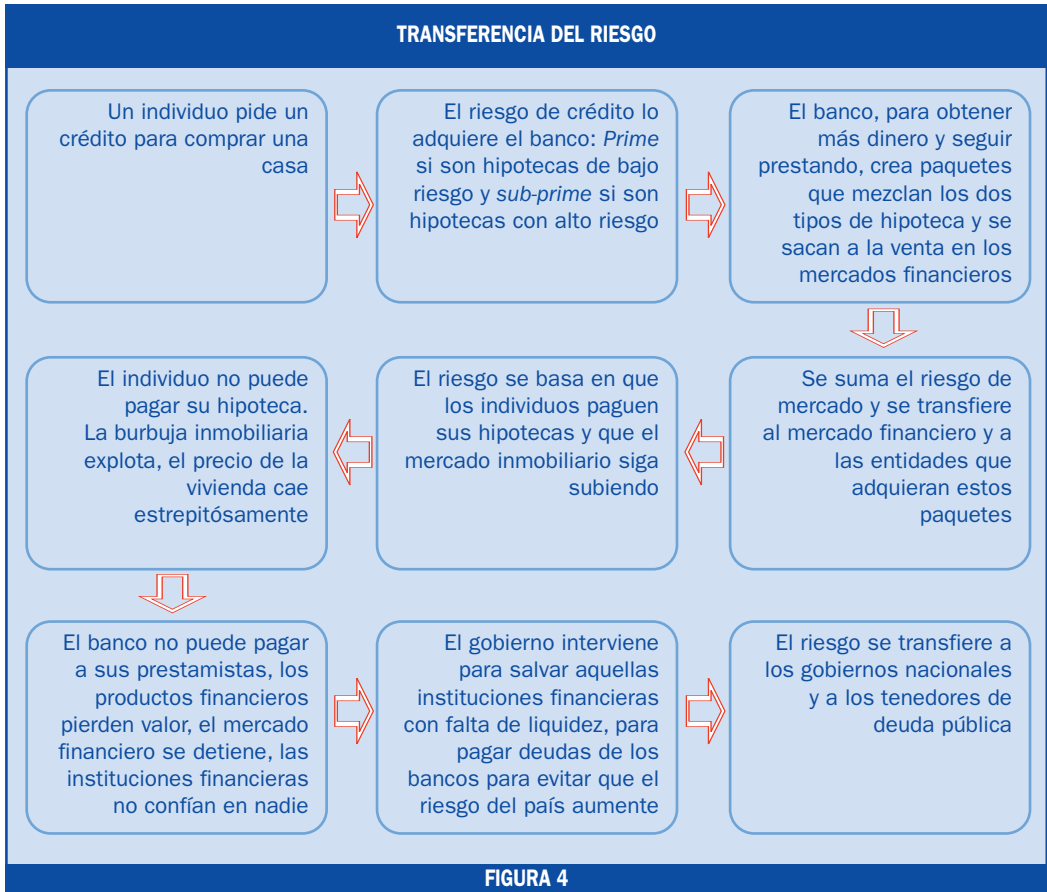 TRANSFERENCIA DEL RIESGO
Un individuo pide un
crédito para comprar una
casa
El riesgo de crédito lo
adquiere el banco: Prime
si son hipotecas de bajo
riesgo y sub-prime si son
hipotecas con alto riesgo
El banco, para obtener
más dinero y seguir
prestando, crea paquetes
que mezclan los dos
tipos de hipoteca y se
sacan a la venta en los
mercados financieros
Se suma el riesgo de
mercado y se transfiere
al mercado financiero y a
las entidades que
adquieran estos
paquetes
El riesgo se basa en que
los individuos paguen
sus hipotecas y que el
mercado inmobiliario siga
subiendo
El individuo no puede
pagar su hipoteca.
La burbuja inmobiliaria
explota, el precio de la
vivienda cae
estrepitósamente
El banco no puede pagar
a sus prestamistas, los
productos financieros
pierden valor, el mercado
financiero se detiene, las
instituciones financieras
no confían en nadie
El gobierno interviene
para salvar aquellas
instituciones financieras
con falta de liquidez, para
pagar deudas de los
bancos para evitar que el
riesgo del país aumente
El riesgo se transfiere a
los gobiernos nacionales
y a los tenedores de
deuda pública
FIGURA 4